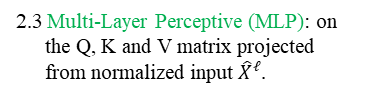 2.3 Multi-Layer Perceptive (MLP): on
the Q, K and V matrix projected
from normalized input X̂ℓ.